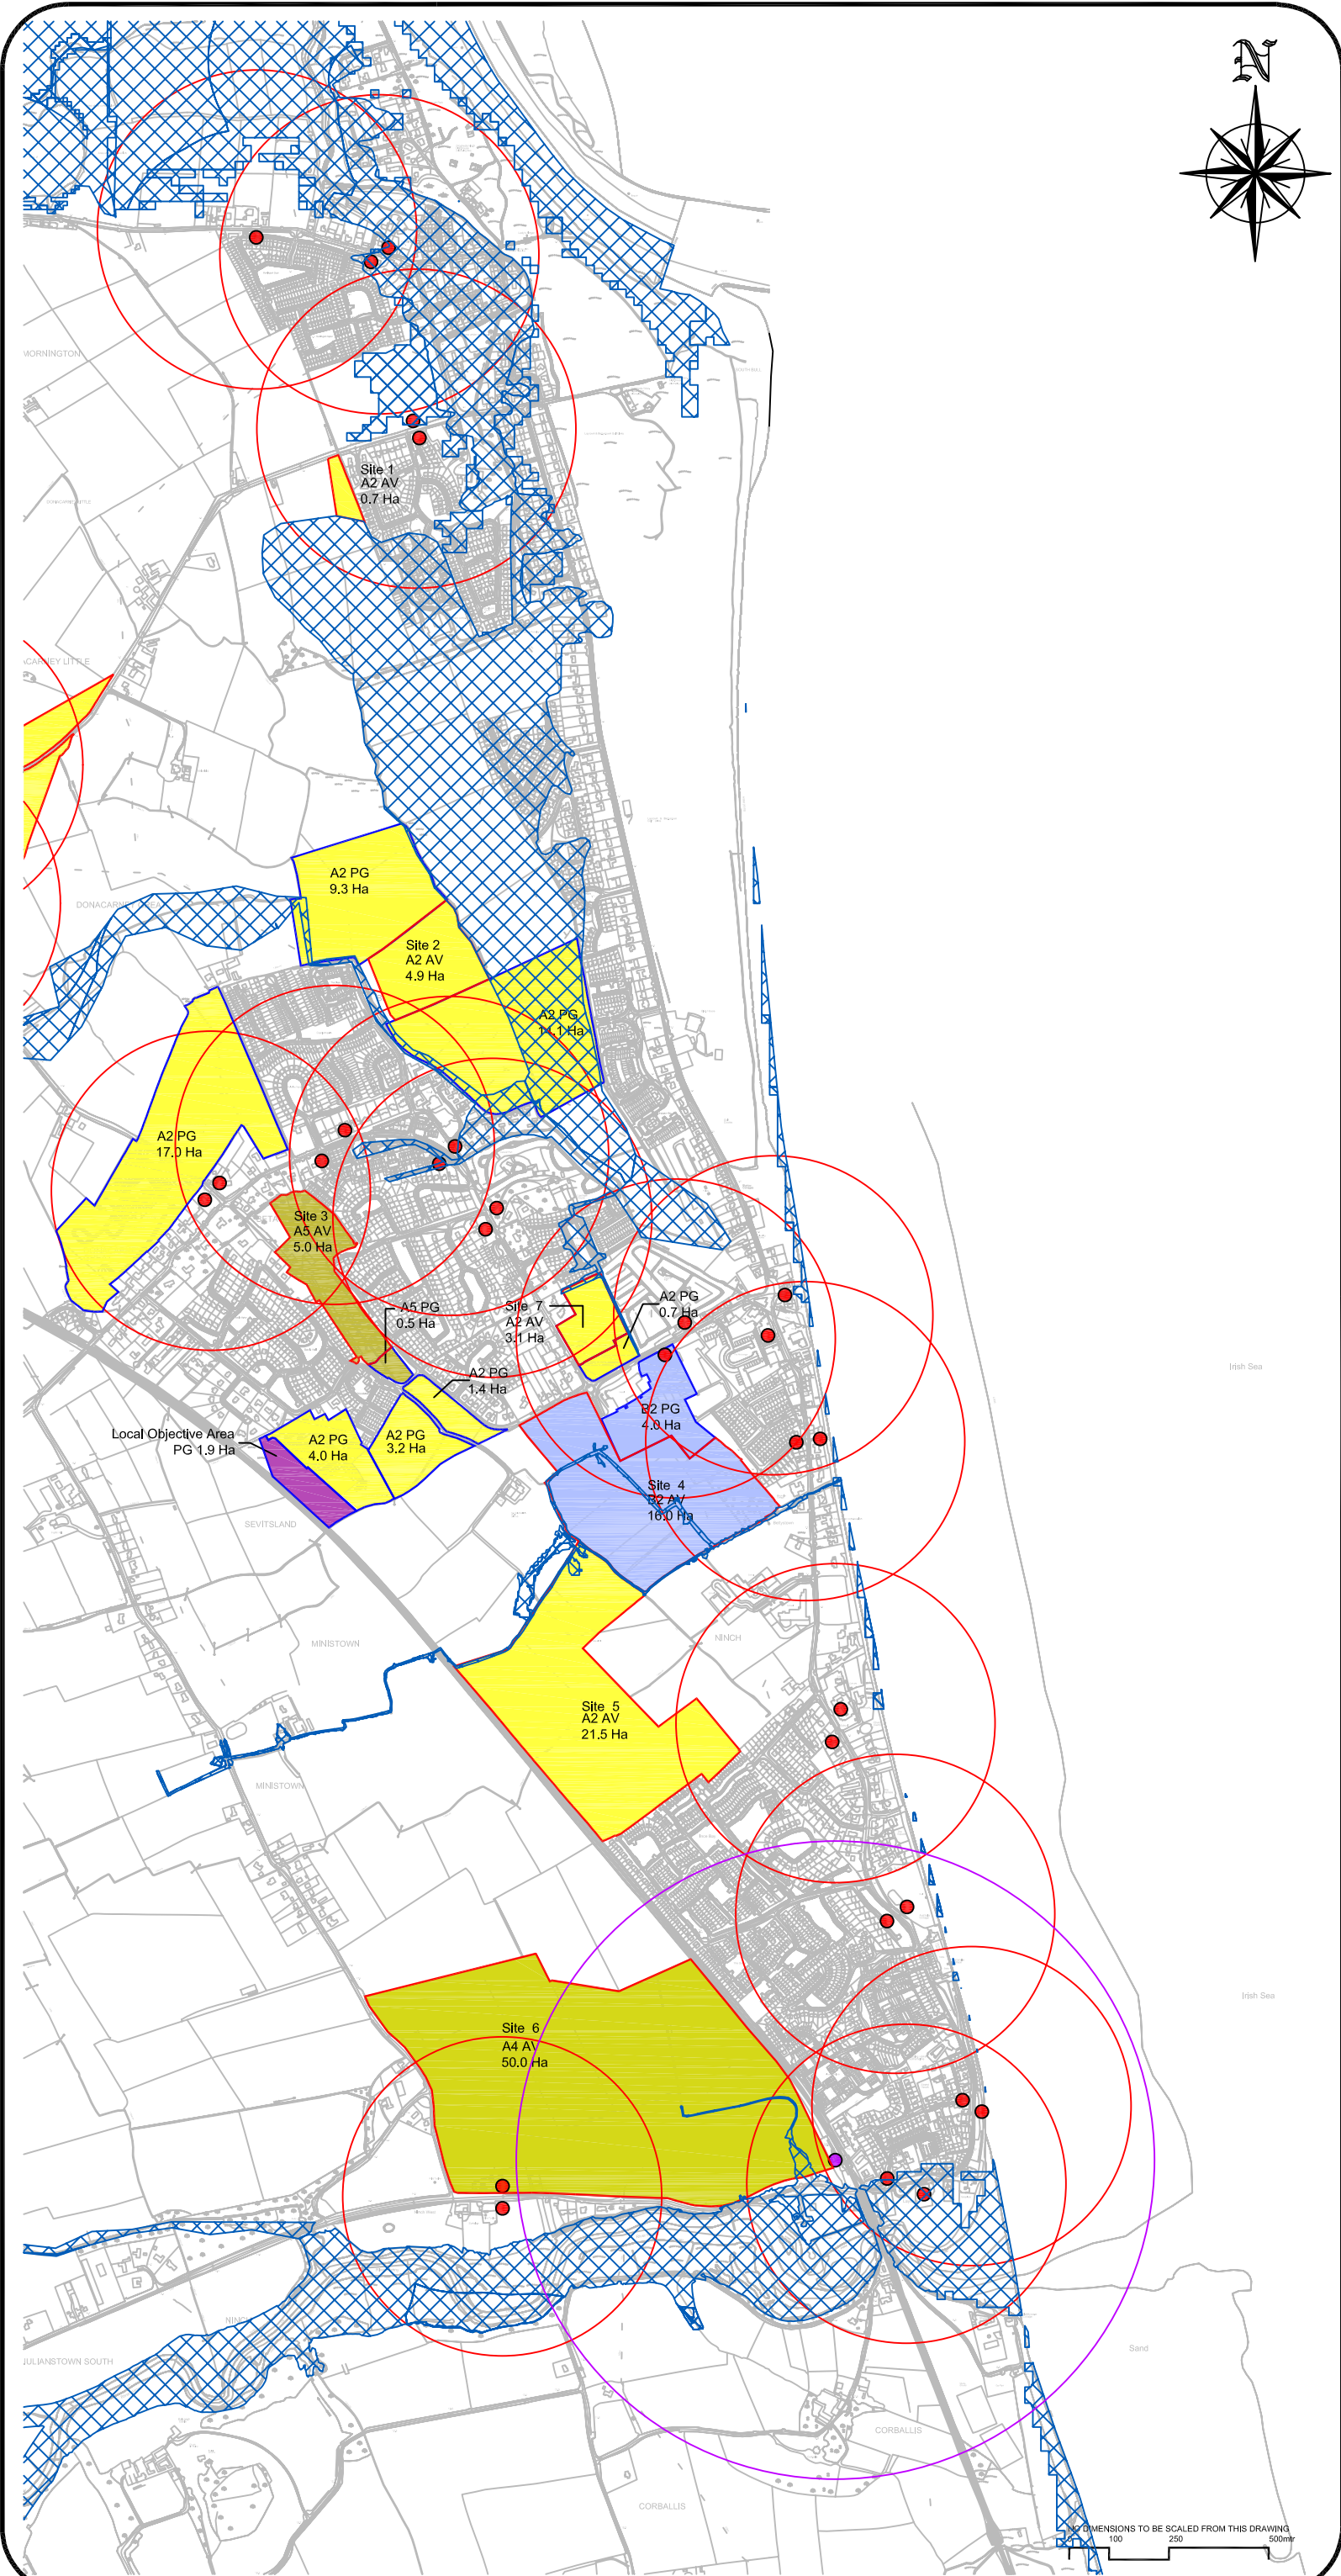 N
MORNINGTON
Site 1
A2 AV
0.7 Ha
A2 PG
9.3 Ha
Site 2
A2 AV
4.9 Ha
A2 PG
14.1 Ha
A2 PG
17.0 Ha
Site 3
A5 AV
5.0 Ha
A5 PG
0.5 Ha
Site 7
A2 AV
3.1 Ha
A2 PG
0.7 Ha
A2 PG
1.4 Ha
Irish Sea
B2 PG
4.0 Ha
Local Objective Area
PG 1.9 Ha
A2 PG
4.0 Ha
A2 PG
3.2 Ha
Site 4
B2 AV
16.0 Ha
SEVITSLAND
NINCH
MINISTOWN
Site 5
A2 AV
21.5 Ha
MINISTOWN
Irish Sea
Site 6
A4 AV
50.0 Ha
Sand
JULIANSTOWN SOUTH
CORBALLIS
CORBALLIS
NO DIMENSIONS TO BE SCALED FROM THIS DRAWING
100 250 500mtr